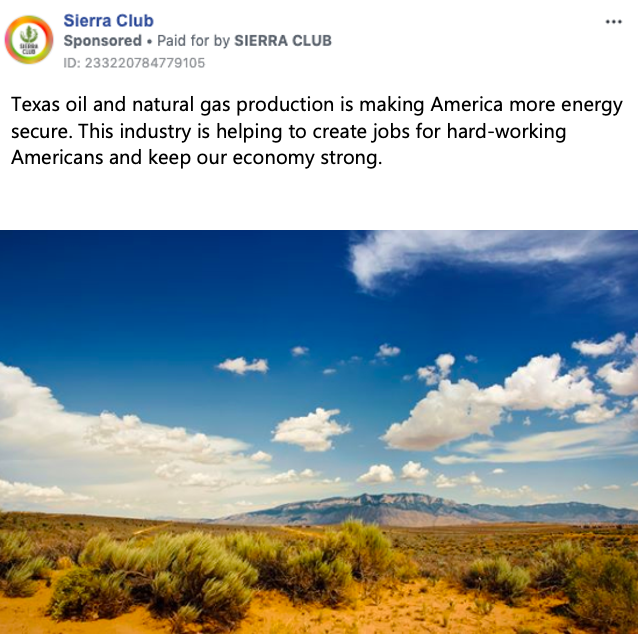 Sierra Club
Sponsored • Paid for by SIERRA CLUB
ID: 233220784779105
Texas oil and natural gas production is making America more energy
secure. This industry is helping to create jobs for hard-working
Americans and keep our economy strong.
SIERRA
CLUB